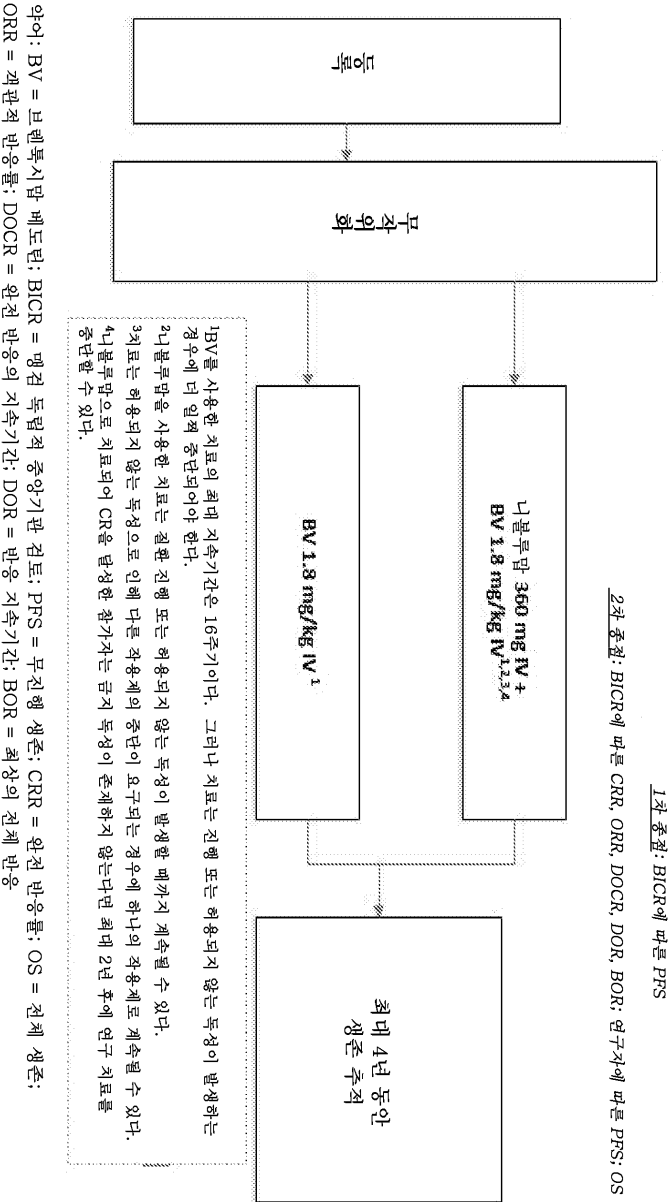 1차 종점: BICR에 따른 PFS
2차 종점: BICR에 따른 CRR, ORR, DOCR, DOR, BOR; 연구자에 따른 PFS; OS
등록
무작위화
니볼루맙 360 mg IV +
BV 1.8 mg/kg IV1,2,3,4
BV 1.8 mg/kg IV 1
최대 4년 동안
생존 추적
1BV를 사용한 치료의 최대 지속기간은 16주기이다. 그러나 치료는 진행 또는 허용되지 않는 독성이 발생하는
경우에 더 일찍 중단되어야 한다.
2니볼루맙을 사용한 치료는 질환 진행 또는 허용되지 않는 독성이 발생할 때까지 계속될 수 있다.
3치료는 허용되지 않는 독성으로 인해 다른 작용제의 중단이 요구되는 경우에 하나의 작용제로 계속될 수 있다.
4니볼루맙으로 치료되어 CR을 달성한 참가자는 금지 독성이 존재하지 않는다면 최대 2년 후에 연구 치료를
중단할 수 있다.
약어: BV = 브렌툭시맙 베도틴; BICR = 맹검 독립적 중앙기관 검토; PFS = 무진행 생존; CRR = 완전 반응률; OS = 전체 생존;
ORR = 객관적 반응률; DOCR = 완전 반응의 지속기간; DOR = 반응 지속기간; BOR = 최상의 전체 반응